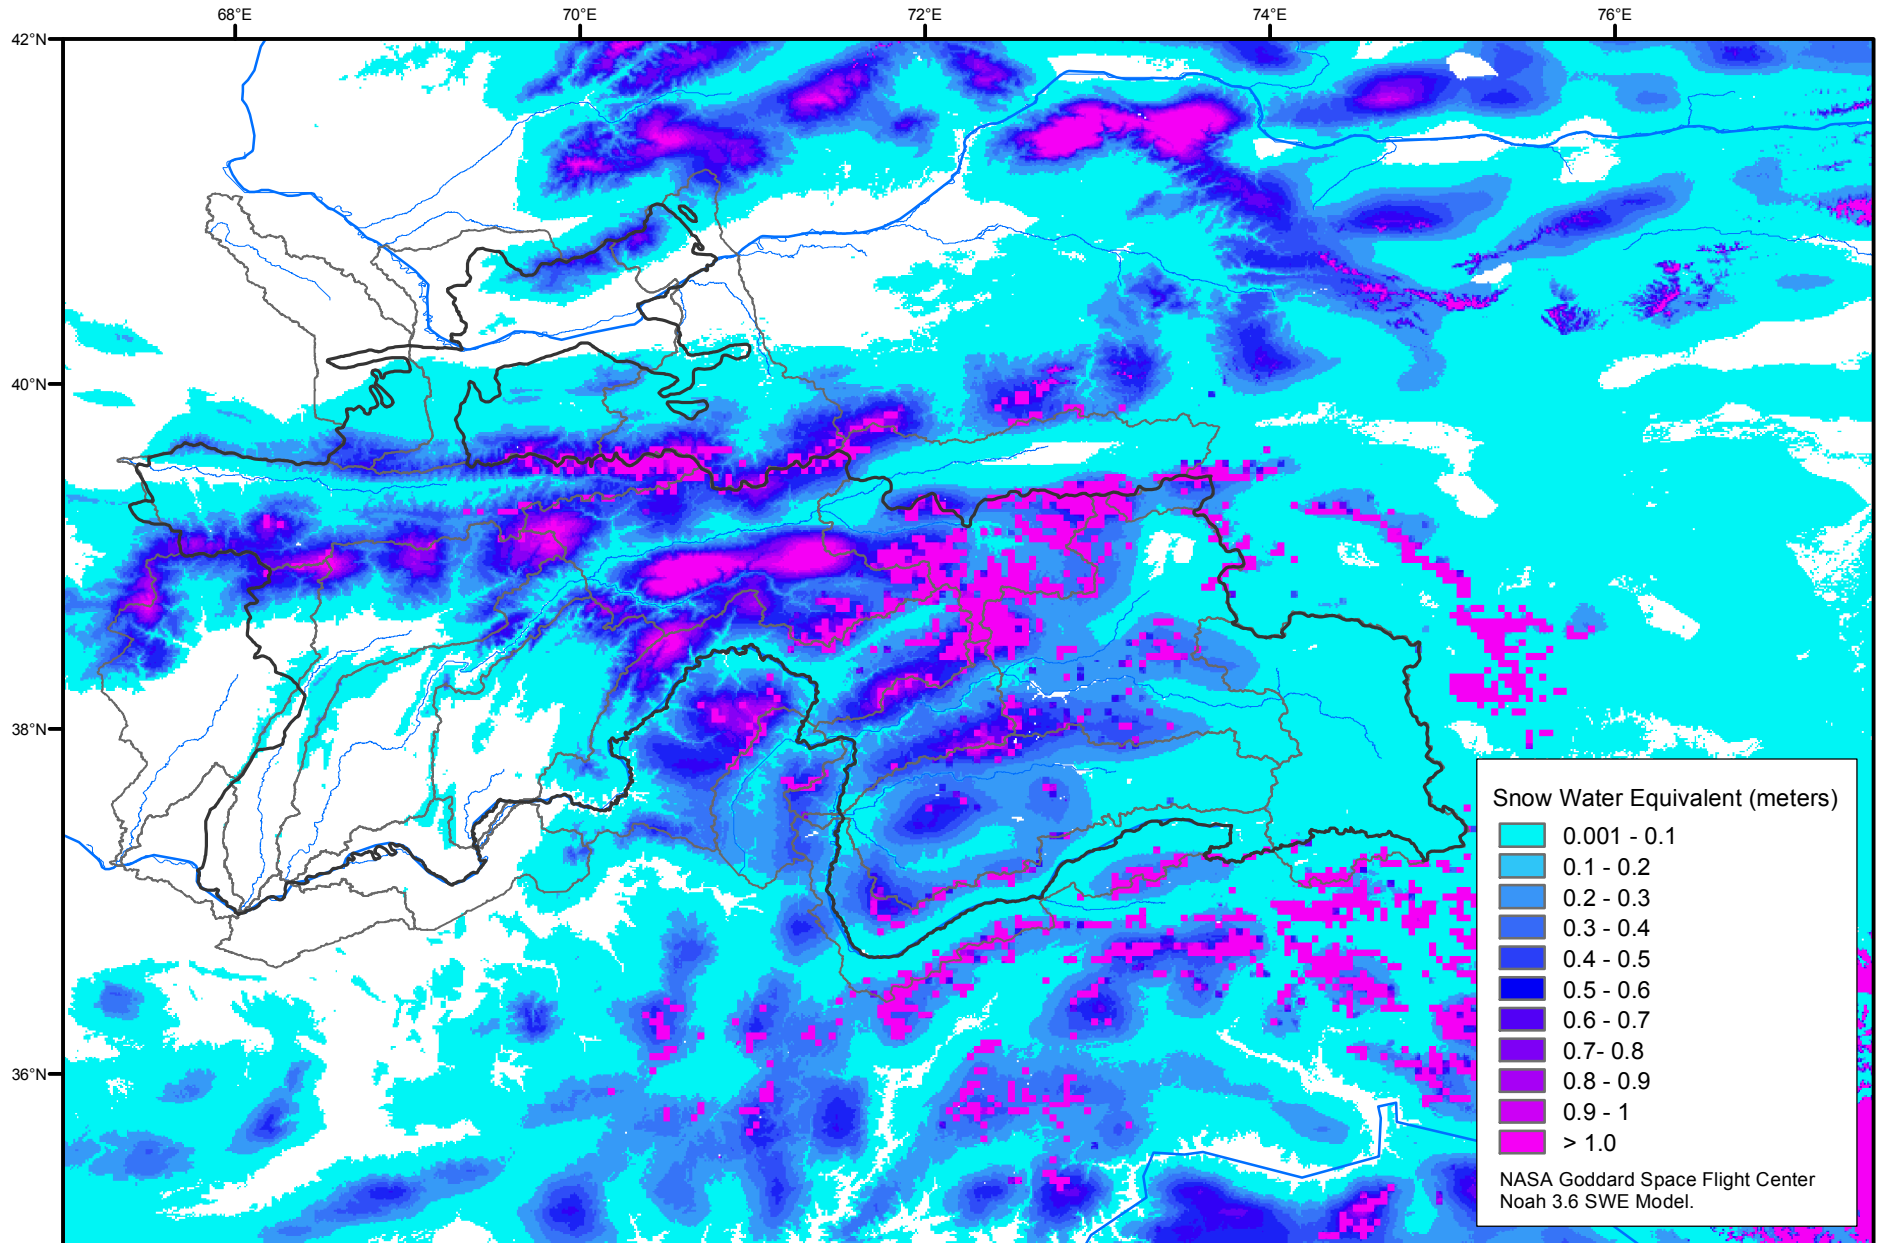 68°E 70°E 72°E 74°E 76°E
42°N
40°N
38°N
36°N
Snow Water Equivalent (meters)
0.001 - 0.1
0.1 - 0.2
0.2 - 0.3
0.3 - 0.4
0.4 - 0.5
0.5 - 0.6
0.6 - 0.7
0.7- 0.8
0.8 - 0.9
0.9 - 1
> 1.0
NASA Goddard Space Flight Center
Noah 3.6 SWE Model.